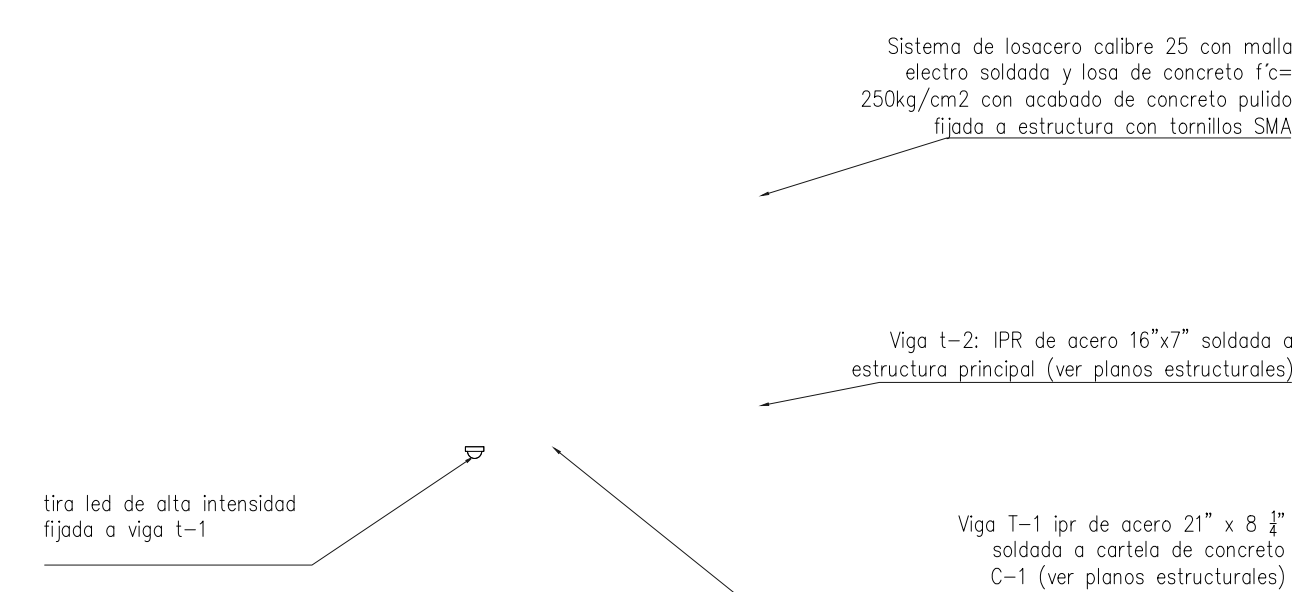 Sistema de losacero calibre 25 con malla
electro soldada y losa de concreto f´c=
250kg/cm2 con acabado de concreto pulido
fijada a estructura con tornillos SMA
Viga t-2: IPR de acero 16”x7” soldada a
estructura principal (ver planos estructurales)
tira led de alta intensidad
fijada a viga t-1
Viga T-1 ipr de acero 21” x 8 1/4”
soldada a cartela de concreto
C-1 (ver planos estructurales)